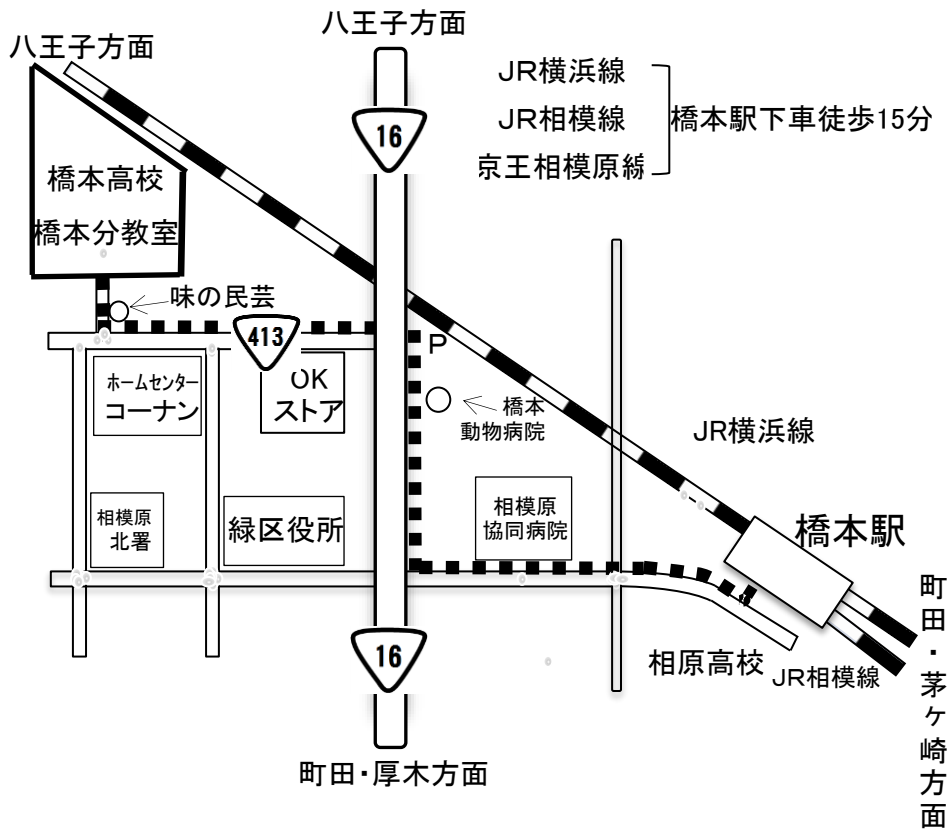 八王子方面
八王子方面
16
JR横浜線
JR相模線
京王相模原線
橋本駅下車徒歩15分
橋本高校
橋本分教室
味の民芸
413
P
ホームセンター
コーナン
OK
ストア
橋本
動物病院
JR横浜線
相模原
北署
緑区役所
相模原
協同病院
橋本駅
16
相原高校
JR相模線
町田・茅ヶ崎方面
町田・厚木方面